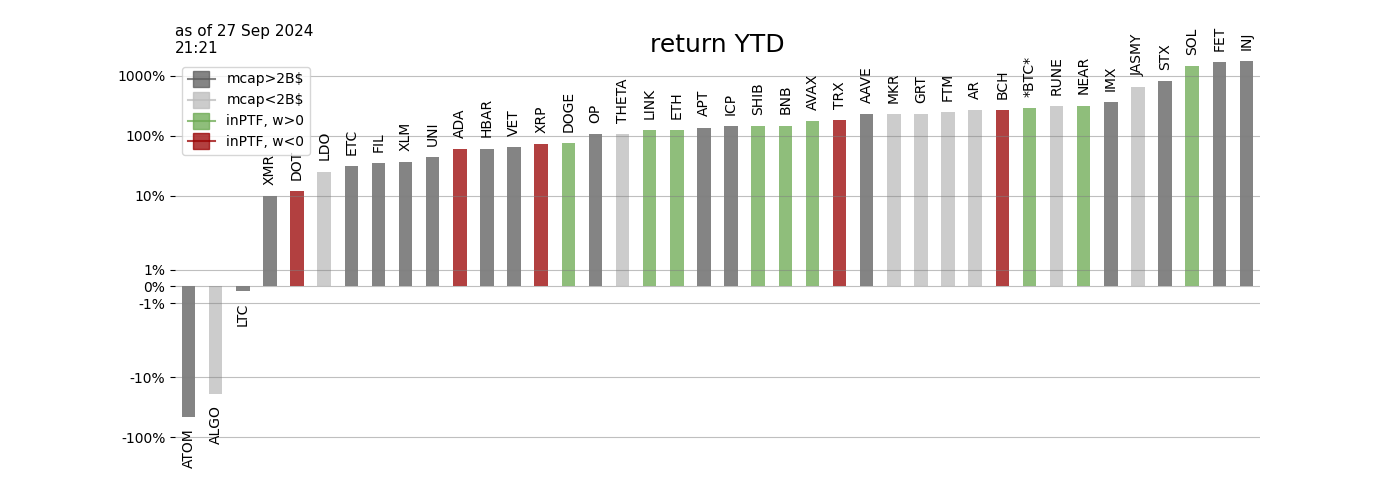 as of 27 Sep 2024
21:21
return YTD
mcap>2B$
mcap<2B$
inPTF, w>0
inPTF, w<0
1000%
100%
10%
1%
0%
-1%
-10%
-100%
ATOM
ALGO
LTC
XMR
DOT
LDO
ETC
FIL
XLM
UNI
ADA
HBAR
VET
XRP
DOGE
OP
THETA
LINK
ETH
APT
ICP
SHIB
BNB
AVAX
TRX
AAVE
MKR
GRT
FTM
AR
BCH
*BTC*
RUNE
NEAR
IMX
JASMY
STX
SOL
FET
INJ